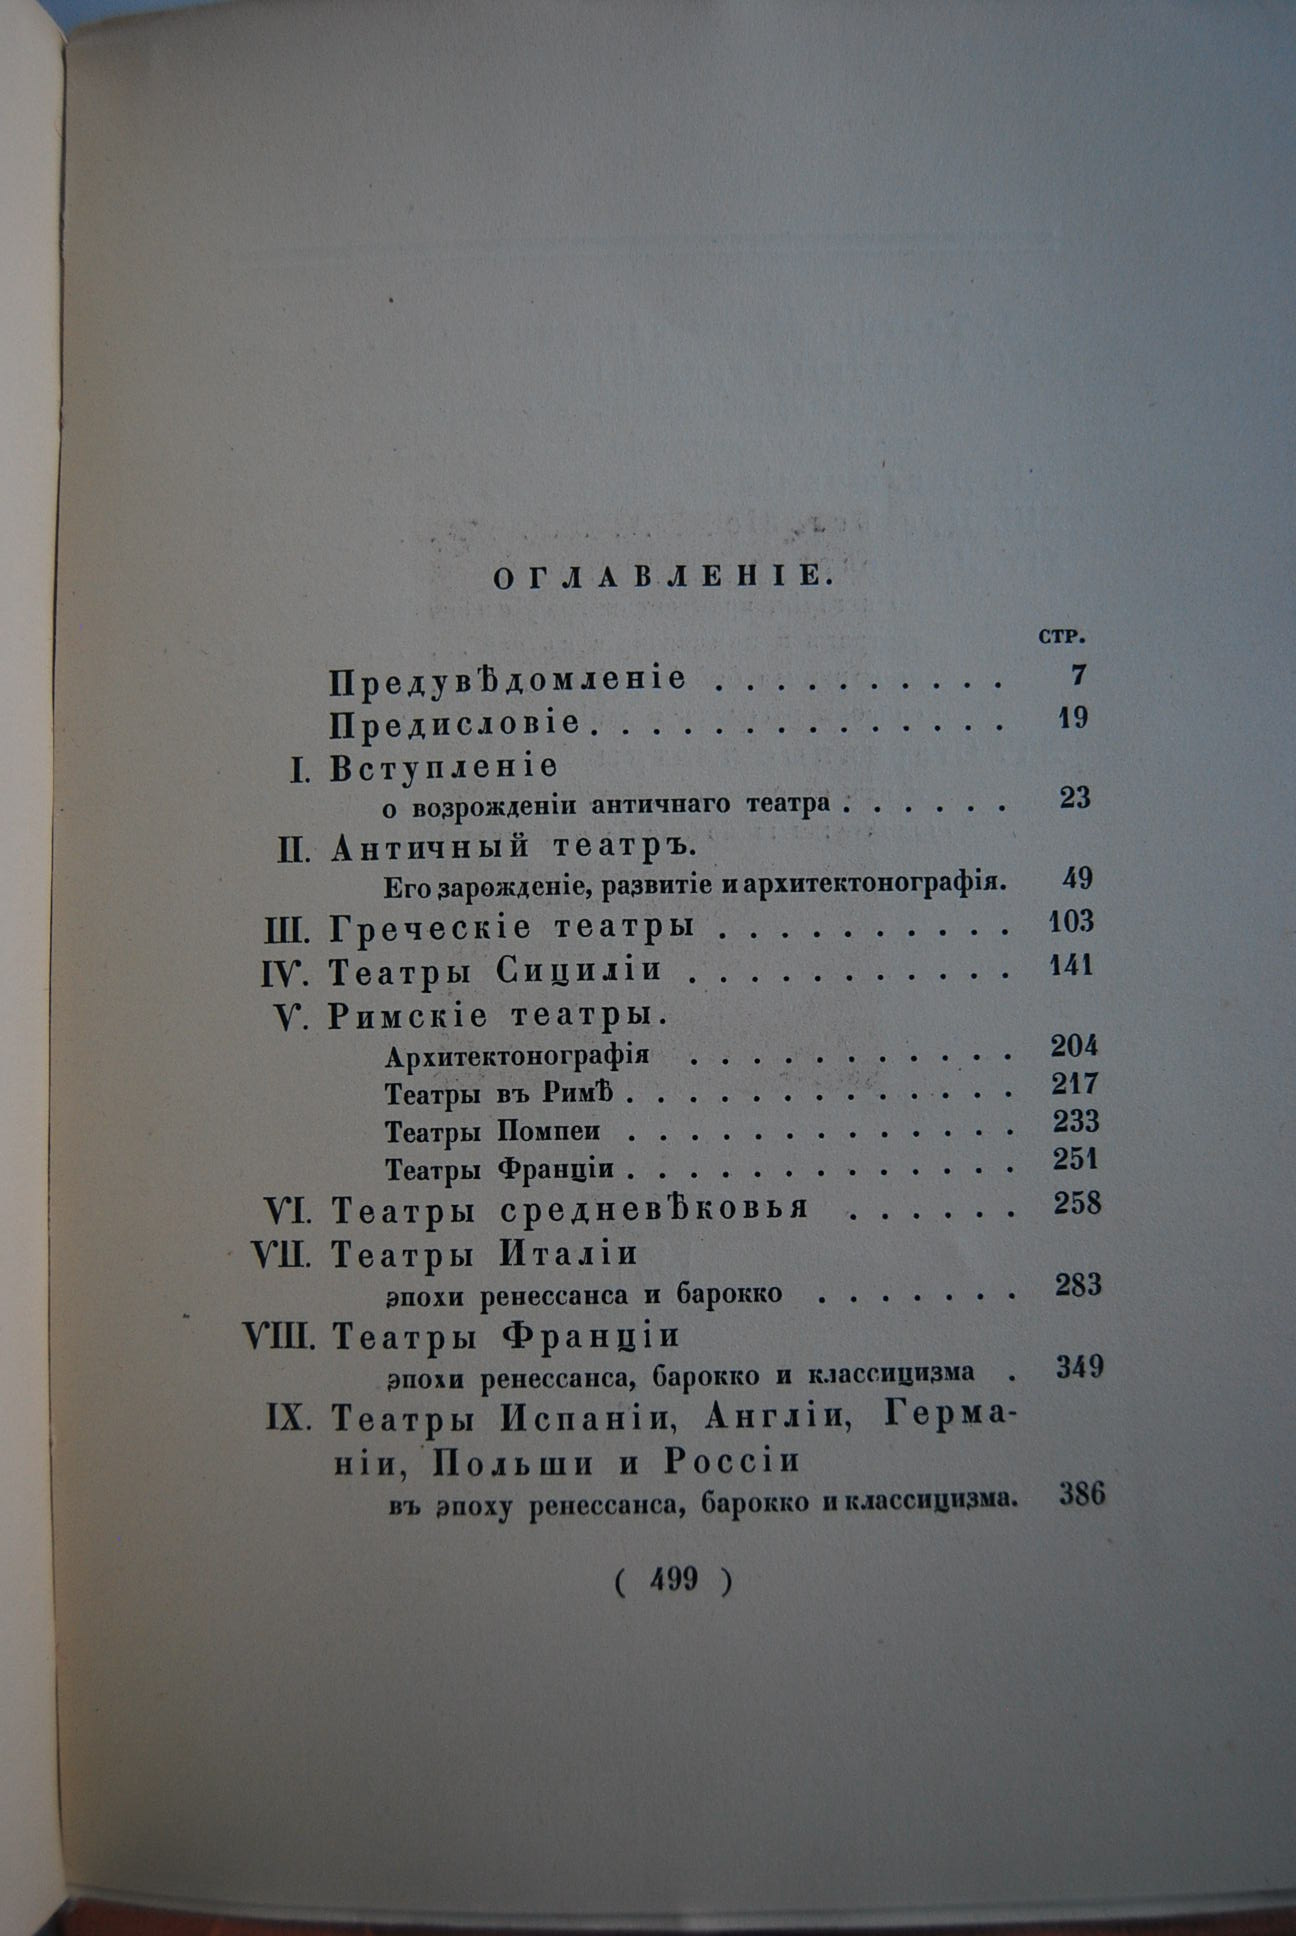 ОГЛАВЛЕНІЕ.
СТР.
Предувѣдомленіе . . . . . . . . . . 7
Предисловіе. . . . . . . . . . . . . . 19
I. Вступленіе
о возрожденіи античнаго театра . . . . . . 23
II. Античный театръ.
Его зарожденіе, развитіе и архитектонографія. 49
III. Греческіе театры . . . . . . . . . . 103
IV. Театры Сициліи . . . . . . . . . . . 141
V. Римскіе театры.
Архитектонографія . . . . . . . . . . . 204
Театры въ Римѣ . . . . . . . . . . . . . 217
Театры Помпеи . . . . . . . . . . . . . 233
Театры Франціи . . . . . . . . . . . . . 251
VI. Театры средневѣковья . . . . . . 258
VII. Театры Италіи
эпохи ренессанса и барокко . . . . . . . 283
VIII. Театры Франціи
эпохи ренессанса, барокко и классицизма . 349
IX. Театры Испаніи, Англіи, Герма-
ніи, Польши и Россіи
въ эпоху ренессанса, барокко и классицизма. 386
( 499 )